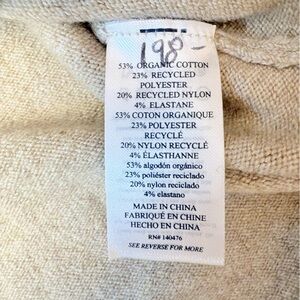 198-
53% ORGANIC COTTON
23% RECYCLED
POLYESTER
20% RECYCLED NYLON
4% ELASTANE
53% COTON ORGANIQUE
23% POLYESTER
RECYCLÉ
20% NYLON RECYCLÉ
4% ÉLASTHANNE
53% algodón orgánico
23% poliéster reciclado
20% nylon reciclado
4% elastano
MADE IN CHINA
FABRIQUÉ EN CHINE
HECHO EN CHINA
RN# 140476
SEE REVERSE FOR MORE